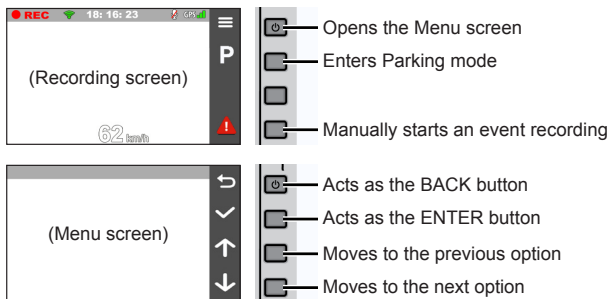 REC 18: 16: 23 GPS
Opens the Menu screen
P
Enters Parking mode
(Recording screen)
62 km/h
Manually starts an event recording
Acts as the BACK button
Acts as the ENTER button
(Menu screen)
Moves to the previous option
Moves to the next option